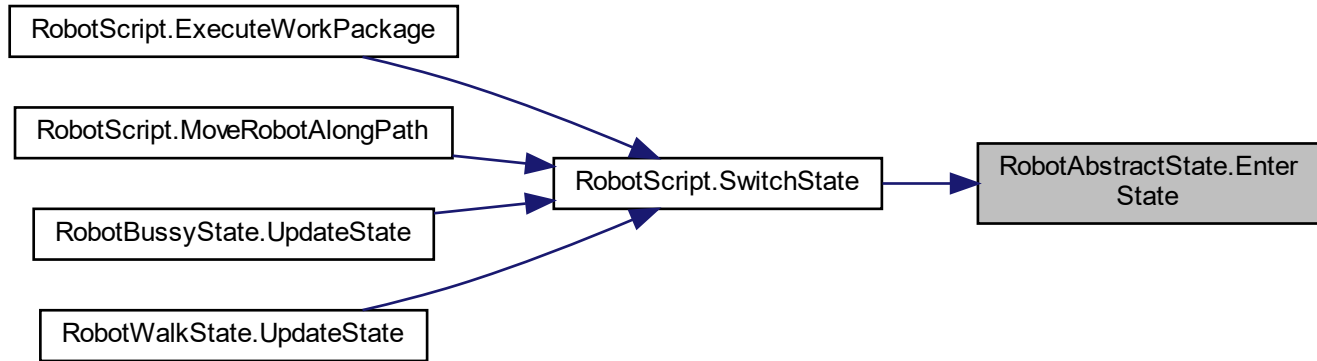 RobotScript.ExecuteWorkPackage
RobotScript.MoveRobotAlongPath
RobotBussyState.UpdateState
RobotWalkState.UpdateState
RobotScript.SwitchState
RobotAbstractState.Enter
State